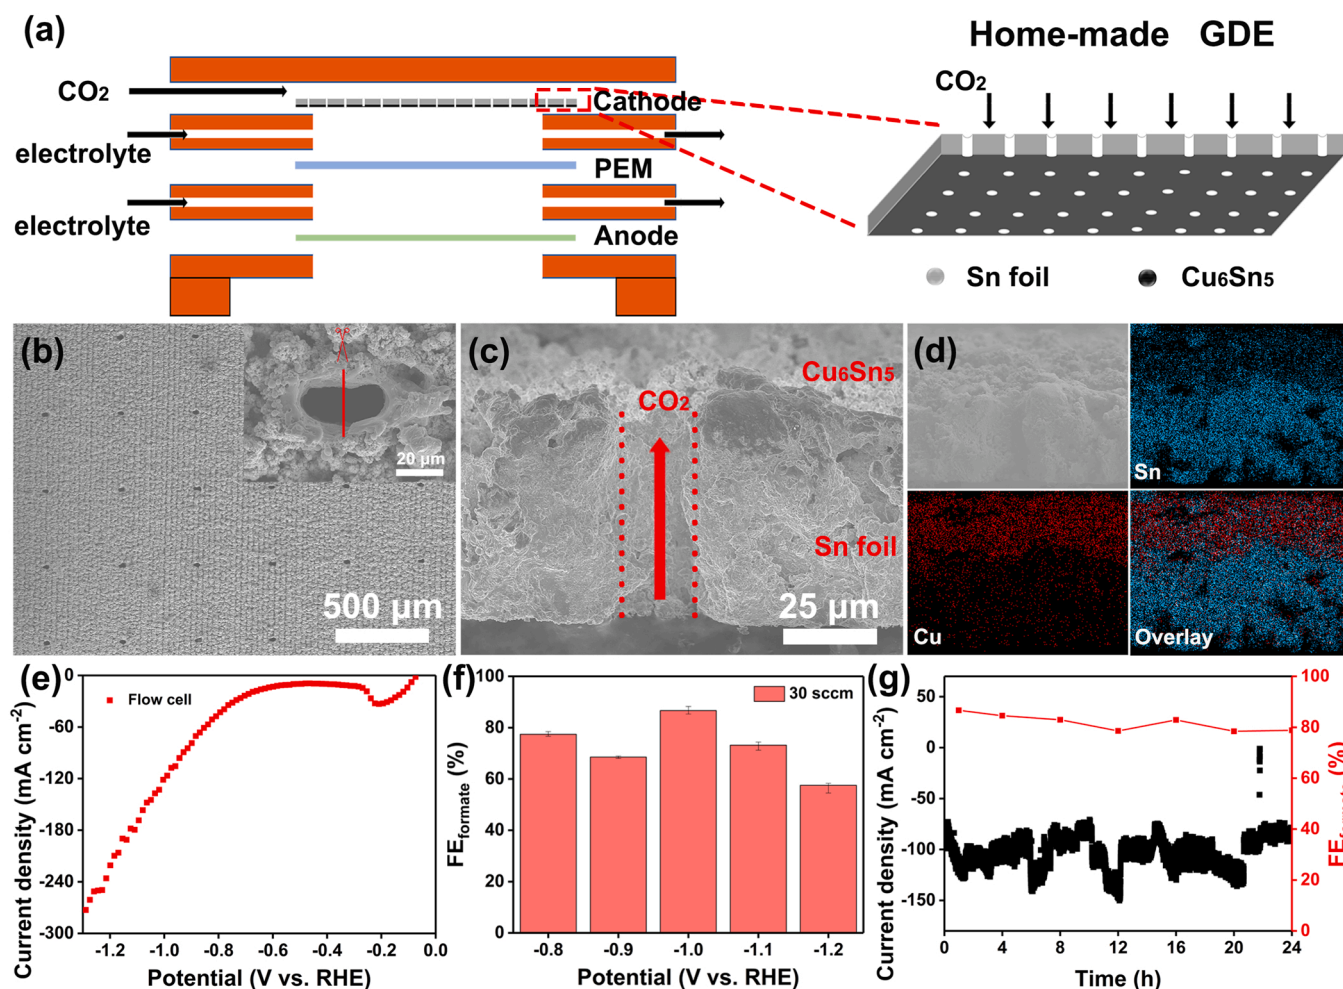 (a)
Home-made GDE
CO2
CO2
Cathode
electrolyte
PEM
electrolyte
Anode
Sn foil
Cu6Sn5
(b)
20 μm
500 μm
(c)
Cu6Sn5
CO2
Sn foil
25 μm
(d)
Sn
Cu
Overlay
(e)
Flow cell
0
-60
-120
-180
-240
-300
-1.2 -1.0 -0.8 -0.6 -0.4 -0.2 0.0
Current density (mA cm-2)
Potential (V vs. RHE)
(f)
30 sccm
100
80
60
40
20
0
-0.8 -0.9 -1.0 -1.1 -1.2
FEformate (%)
Potential (V vs. RHE)
(g)
50
0
-50
-100
-150
100
80
60
40
20
0
0 4 8 12 16 20 24
Current density (mA cm-2)
FEformate (%)
Time (h)